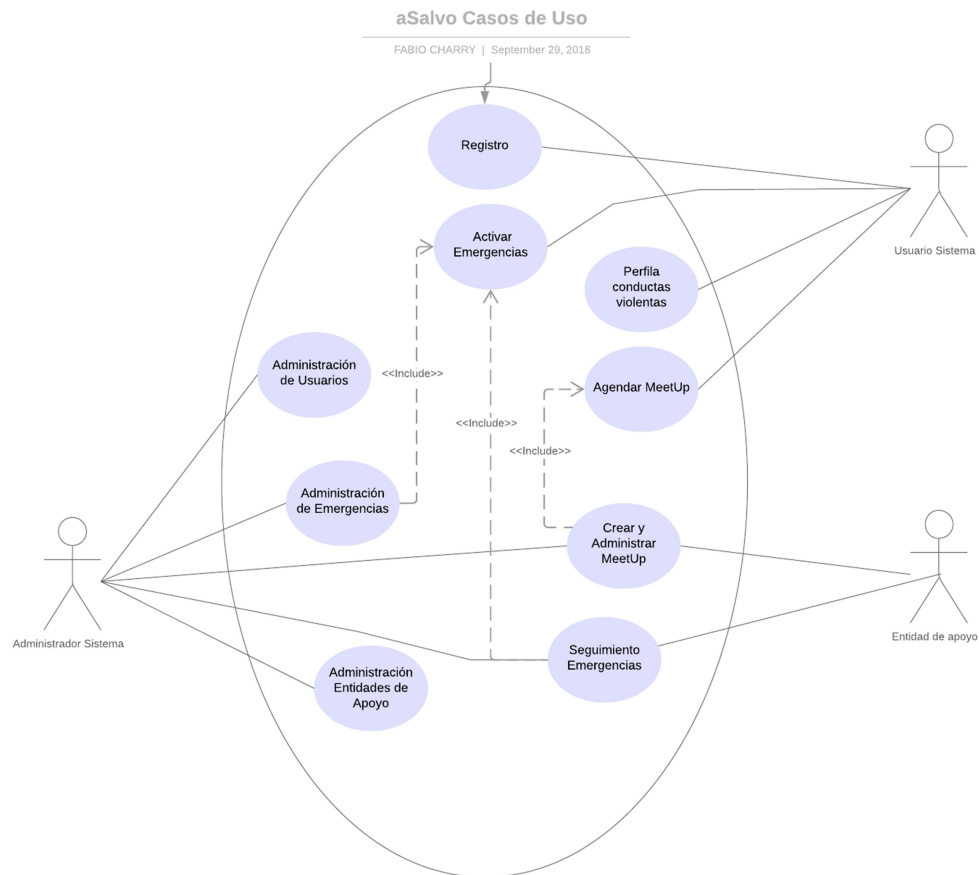 aSalvo Casos de Uso
FABIO CHARRY | September 29, 2018
Registro
Activar
Emergencias
Usuario Sistema
Perfila
conductas
violentas
Administración
de Usuarios
<<Include>>
Agendar MeetUp
<<Include>>
<<Include>>
Administración
de Emergencias
Crear y
Administrar
MeetUp
Administrador Sistema
Entidad de apoyo
Seguimiento
Emergencias
Administración
Entidades de
Apoyo